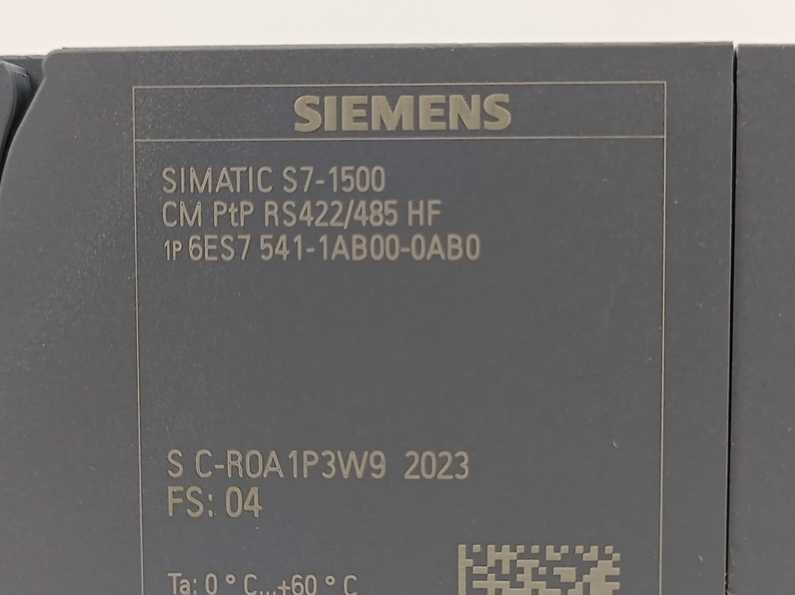 SIEMENS
SIMATIC S7-1500
CM PtP RS422/485 HF
1P 6ES7 541-1AB00-0AB0
S C-R0A1P3W9 2023
FS: 04
Ta: 0 ° C...+60 ° C